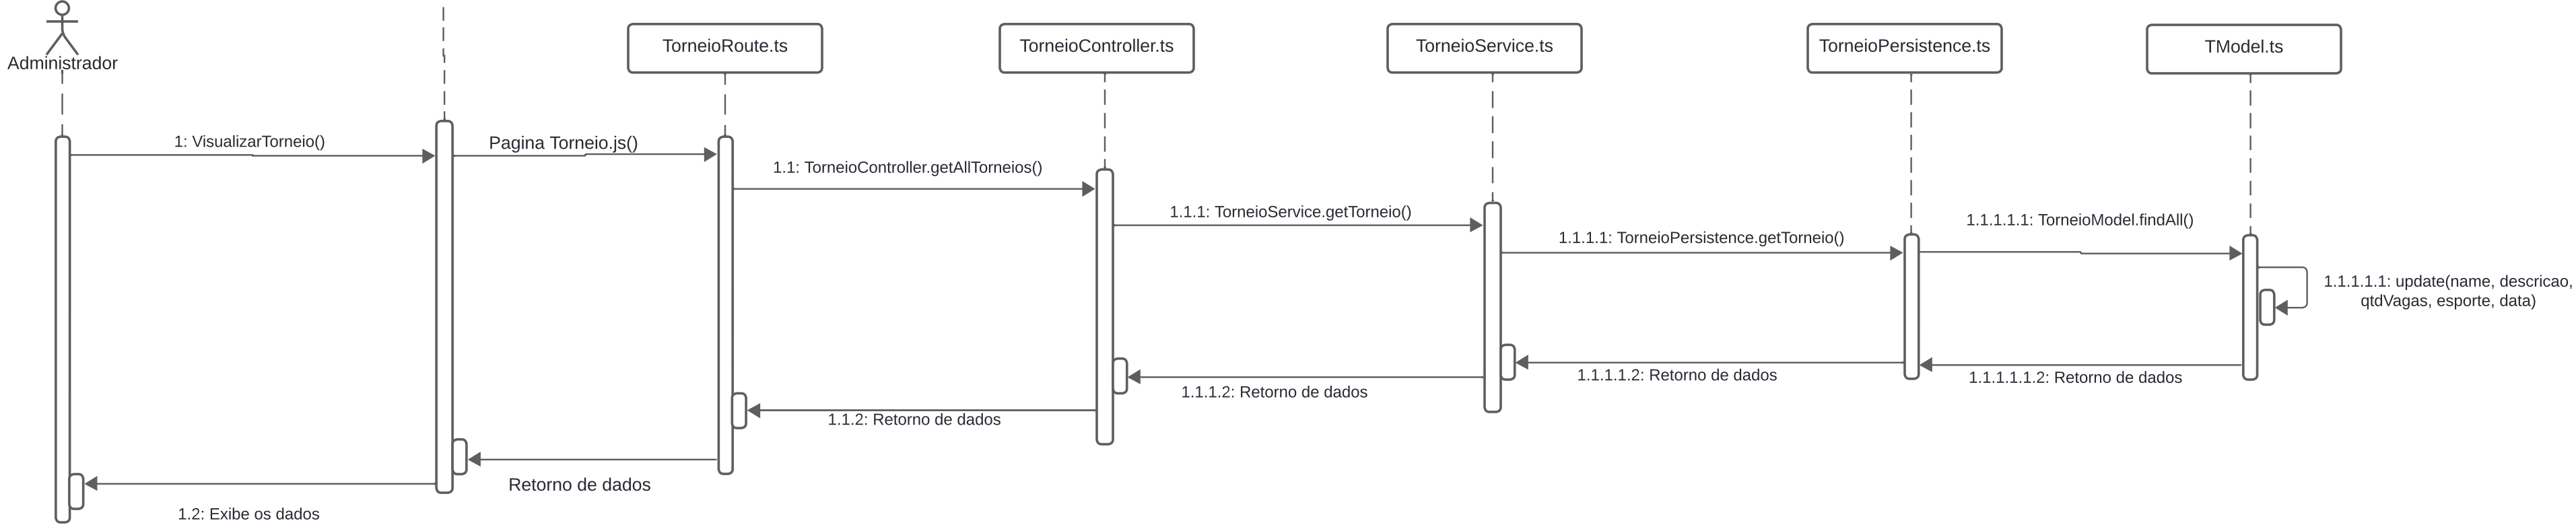 Administrador
TorneioRoute.ts
TorneioController.ts
TorneioService.ts
TorneioPersistence.ts
TModel.ts
1: VisualizarTorneio()
Pagina Torneio.js()
1.1: TorneioController.getAllTorneios()
1.1.1: TorneioService.getTorneio()
1.1.1.1: TorneioPersistence.getTorneio()
1.1.1.1.1: TorneioModel.findAll()
1.1.1.1.1: update(name, descricao,
qtdVagas, esporte, data)
1.1.1.1.1.2: Retorno de dados
1.1.1.1.2: Retorno de dados
1.1.1.2: Retorno de dados
1.1.2: Retorno de dados
Retorno de dados
1.2: Exibe os dados